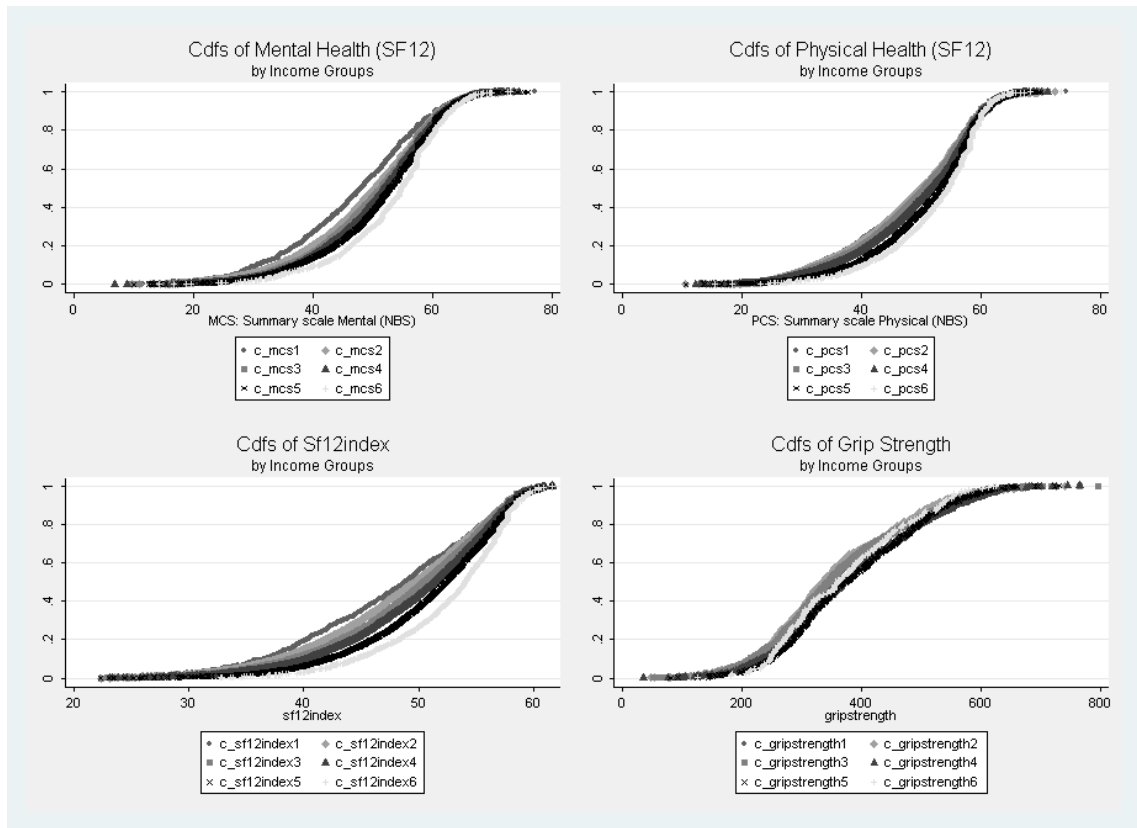 Cdfs of Mental Health (SF12)
by Income Groups
0 .2 .4 .6 .8 1
0 20 40 60 80
MCS: Summary scale Mental (NBS)
c_mcs1 c_mcs2
c_mcs3 c_mcs4
c_mcs5 c_mcs6
Cdfs of Physical Health (SF12)
by Income Groups
0 .2 .4 .6 .8 1
0 20 40 60 80
PCS: Summary scale Physical (NBS)
c_pcs1 c_pcs2
c_pcs3 c_pcs4
c_pcs5 c_pcs6
Cdfs of Sf12index
by Income Groups
0 .2 .4 .6 .8 1
20 30 40 50 60
sf12index
c_sf12index1 c_sf12index2
c_sf12index3 c_sf12index4
c_sf12index5 c_sf12index6
Cdfs of Grip Strength
by Income Groups
0 .2 .4 .6 .8 1
0 200 400 600 800
gripstrength
c_gripstrength1 c_gripstrength2
c_gripstrength3 c_gripstrength4
c_gripstrength5 c_gripstrength6